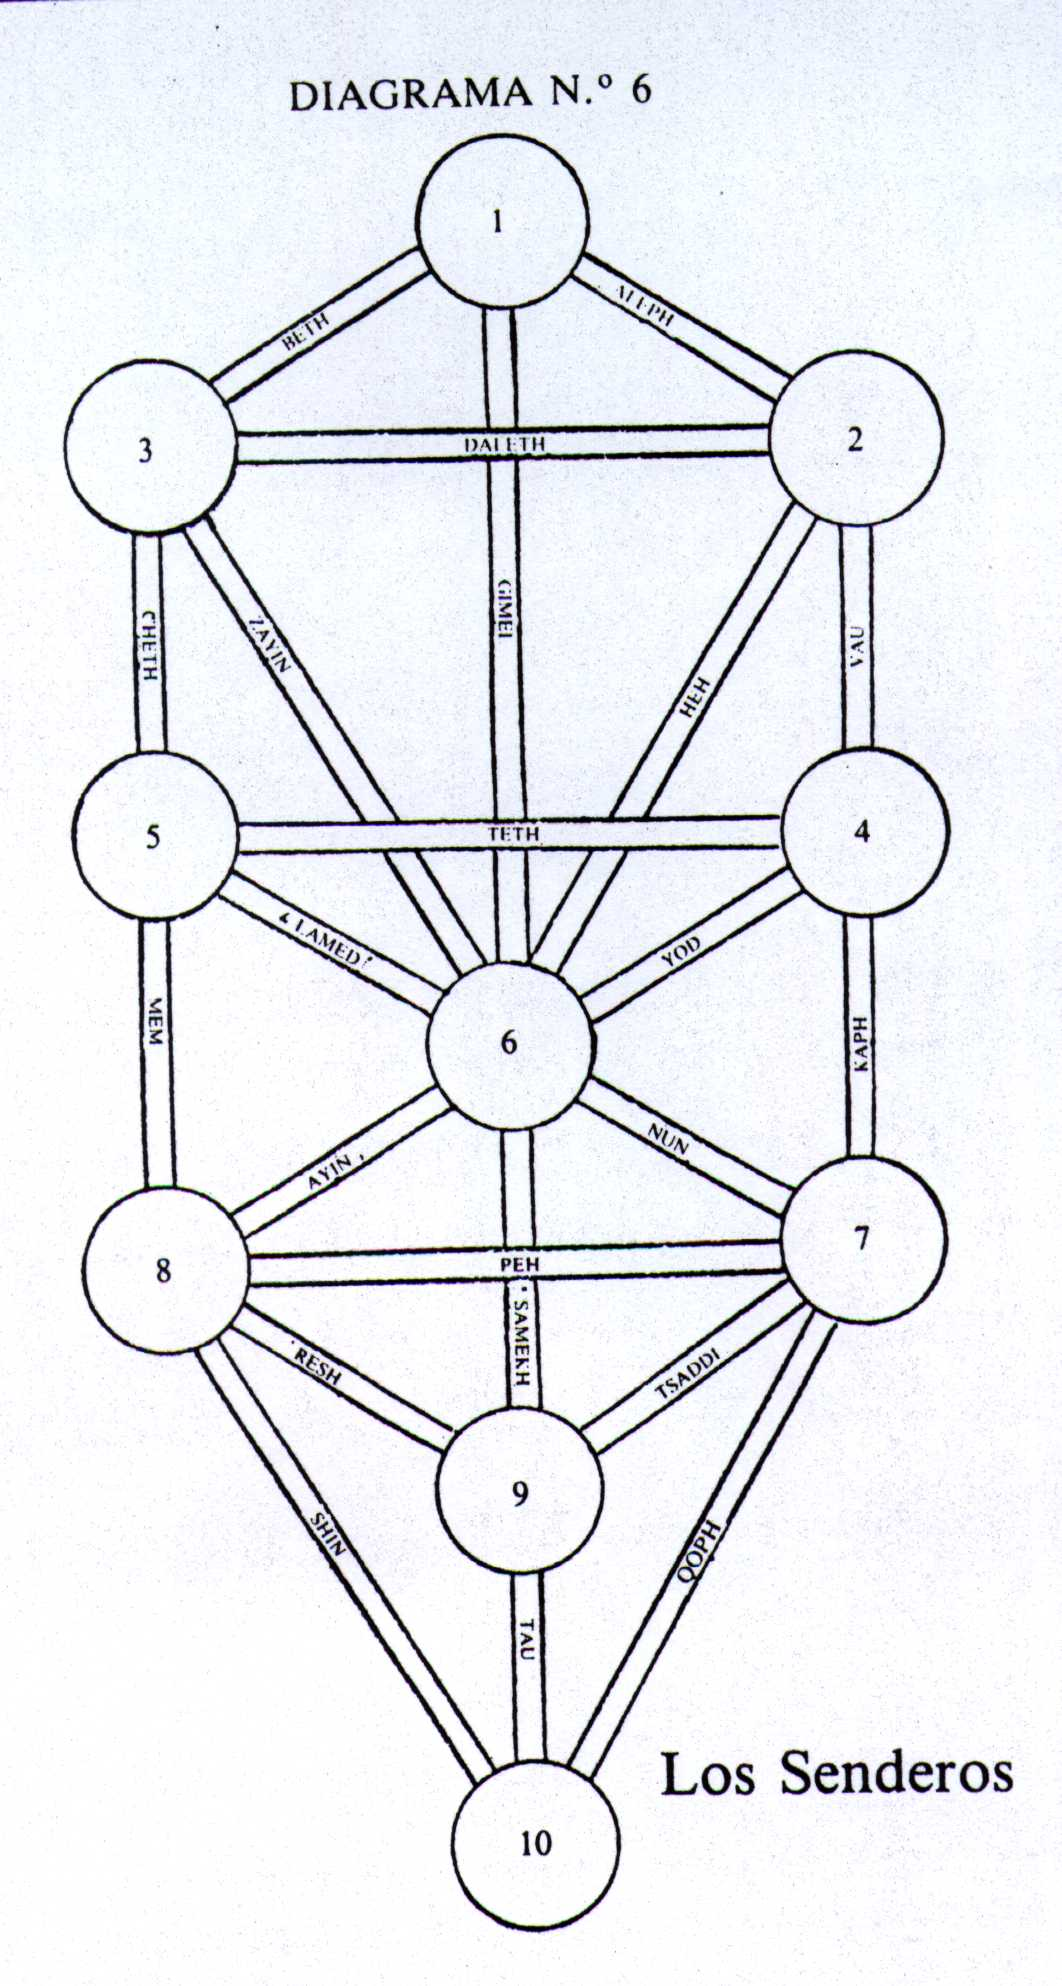 DIAGRAMA N.º 6
1
BETH
ALEPH
3
DALETH
2
CHETH
ZAYIN
GIMEL
HEH
VAU
5
TETH
4
LAMED
YOD
MEM
6
KAPH
AYIN
NUN
8
PEH
7
SAMEKH
RESH
TSADDI
9
SHIN
QOPH
TAU
Los Senderos
10